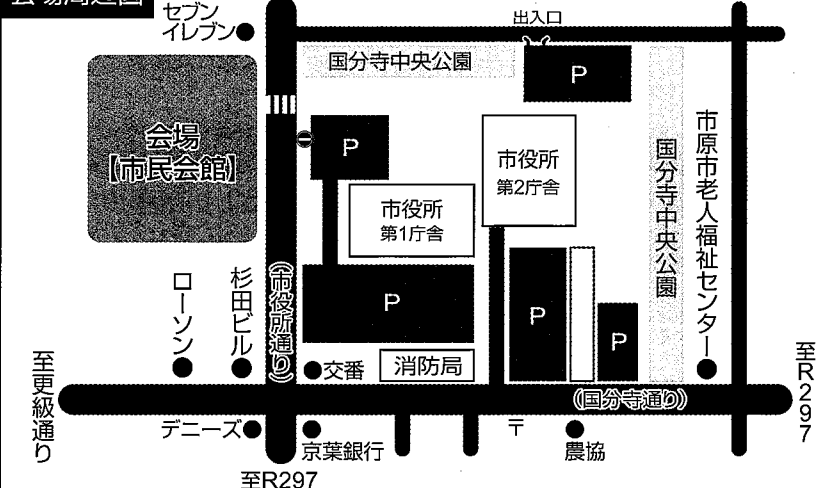 会場周辺図
セブン
イレブン
出入口
国分寺中央公園
P
会場
【市民会館】
P
市役所
第2庁舎
市役所
第1庁舎
国分寺中央公園
市原市老人福祉センター
ローソン
杉田ビル
(市役所通り)
P
P
P
交番
消防局
至更級通り
(国分寺通り)
至R297
デニーズ
京葉銀行
〒
農協
至R297